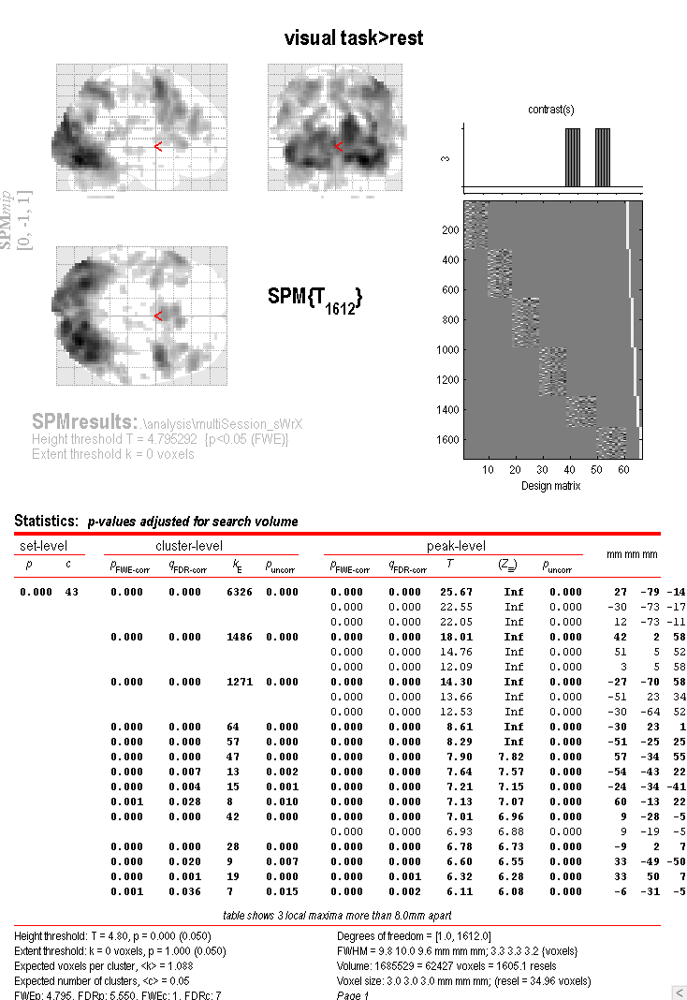 visual task>rest
contrast(s)
3
SPMmip
[0, -1, 1]
<
<
<
SPM{T1612}
200
400
600
800
1000
1200
1400
1600
10 20 30 40 50 60
Design matrix
SPMresults: .\analysis\multiSession_sWrX
Height threshold T = 4.795292 {p<0.05 (FWE)}
Extent threshold k = 0 voxels
Statistics: p-values adjusted for search volume
set-level cluster-level peak-level mm mm mm
p c pFWE-corr qFDR-corr kE puncorr pFWE-corr qFDR-corr T (Z≡) puncorr
0.000 43 0.000 0.000 6326 0.000 0.000 0.000 25.67 Inf 0.000 27 -79 -14
0.000 0.000 22.55 Inf 0.000 -30 -73 -17
0.000 0.000 22.05 Inf 0.000 12 -73 -11
0.000 0.000 1486 0.000 0.000 0.000 18.01 Inf 0.000 42 2 58
0.000 0.000 14.76 Inf 0.000 51 5 52
0.000 0.000 12.09 Inf 0.000 3 5 58
0.000 0.000 1271 0.000 0.000 0.000 14.30 Inf 0.000 -27 -70 58
0.000 0.000 13.66 Inf 0.000 -51 23 34
0.000 0.000 12.53 Inf 0.000 -30 -64 52
0.000 0.000 64 0.000 0.000 0.000 8.61 Inf 0.000 -30 23 1
0.000 0.000 57 0.000 0.000 0.000 8.29 Inf 0.000 -51 -25 25
0.000 0.000 47 0.000 0.000 0.000 7.90 7.82 0.000 57 -34 55
0.000 0.007 13 0.002 0.000 0.000 7.64 7.57 0.000 -54 -43 22
0.000 0.004 15 0.001 0.000 0.000 7.21 7.15 0.000 -24 -34 -41
0.001 0.028 8 0.010 0.000 0.000 7.13 7.07 0.000 60 -13 22
0.000 0.000 42 0.000 0.000 0.000 7.01 6.96 0.000 9 -28 -5
0.000 0.000 6.93 6.88 0.000 9 -19 -5
0.000 0.000 28 0.000 0.000 0.000 6.78 6.73 0.000 -9 2 7
0.000 0.020 9 0.007 0.000 0.000 6.60 6.55 0.000 33 -49 -50
0.000 0.001 19 0.000 0.000 0.001 6.32 6.28 0.000 33 50 7
0.001 0.036 7 0.015 0.000 0.002 6.11 6.08 0.000 -6 -31 -5
table shows 3 local maxima more than 8.0mm apart
Height threshold: T = 4.80, p = 0.000 (0.050)
Extent threshold: k = 0 voxels, p = 1.000 (0.050)
Expected voxels per cluster, <k> = 1.088
Expected number of clusters, <c> = 0.05
FWEp: 4.795, FDRp: 5.550, FWEc: 1, FDRc: 7
Degrees of freedom = [1.0, 1612.0]
FWHM = 9.8 10.0 9.6 mm mm mm; 3.3 3.3 3.2 {voxels}
Volume: 1685529 = 62427 voxels = 1605.1 resels
Voxel size: 3.0 3.0 3.0 mm mm mm; (resel = 34.96 voxels)
Page 1
<